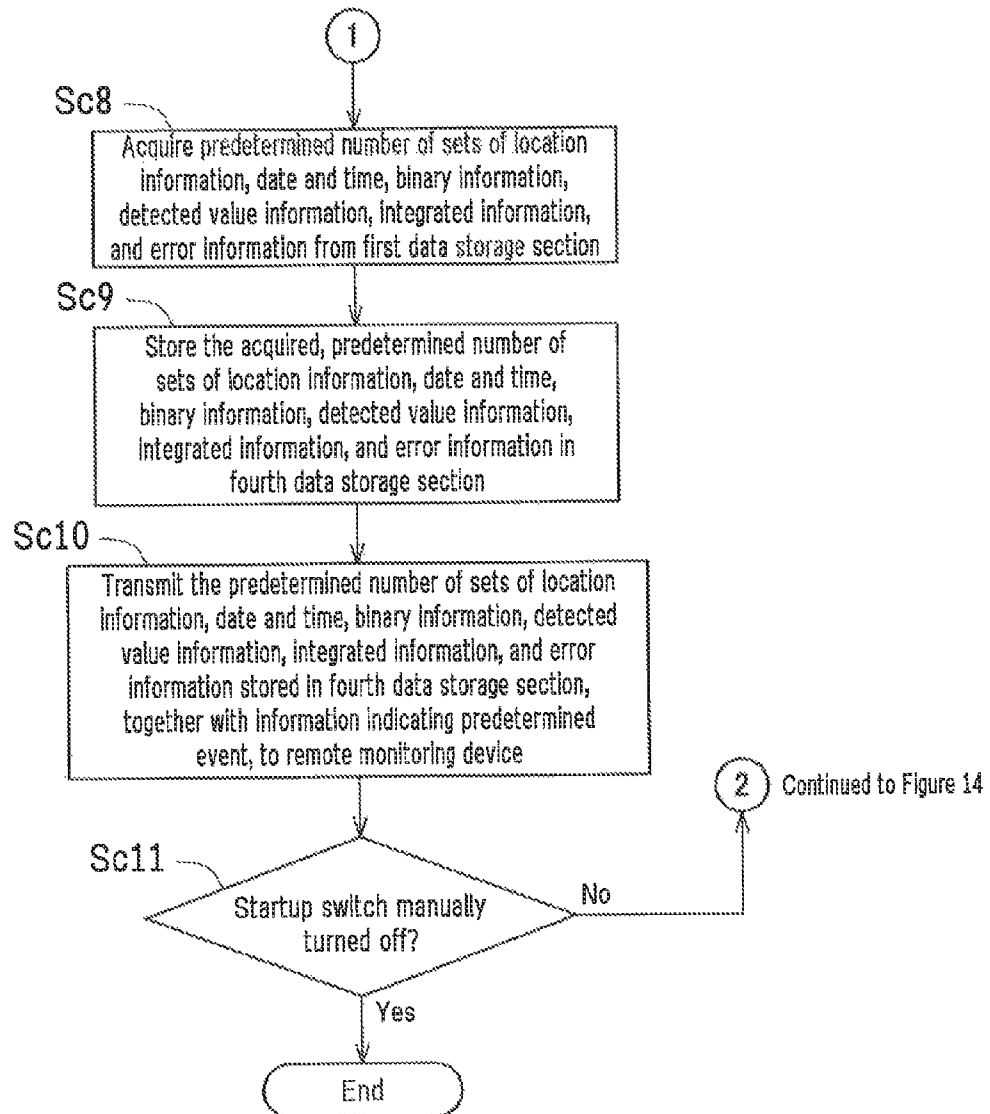 1
Sc8
Acquire predetermined number of sets of location
information, date and time, binary information,
detected value information, integrated information,
and error information from first data storage section
Sc9
Store the acquired, predetermined number of
sets of location information, date and time,
binary information, detected value information,
integrated information, and error information in
fourth data storage section
Sc10
Transmit the predetermined number of sets of location
information, date and time, binary information, detected
value information, integrated information, and error
information stored in fourth data storage section,
together with information indicating predetermined
event, to remote monitoring device
2 Continued to Figure 14
Sc11
No
Startup switch manually
turned off?
Yes
End